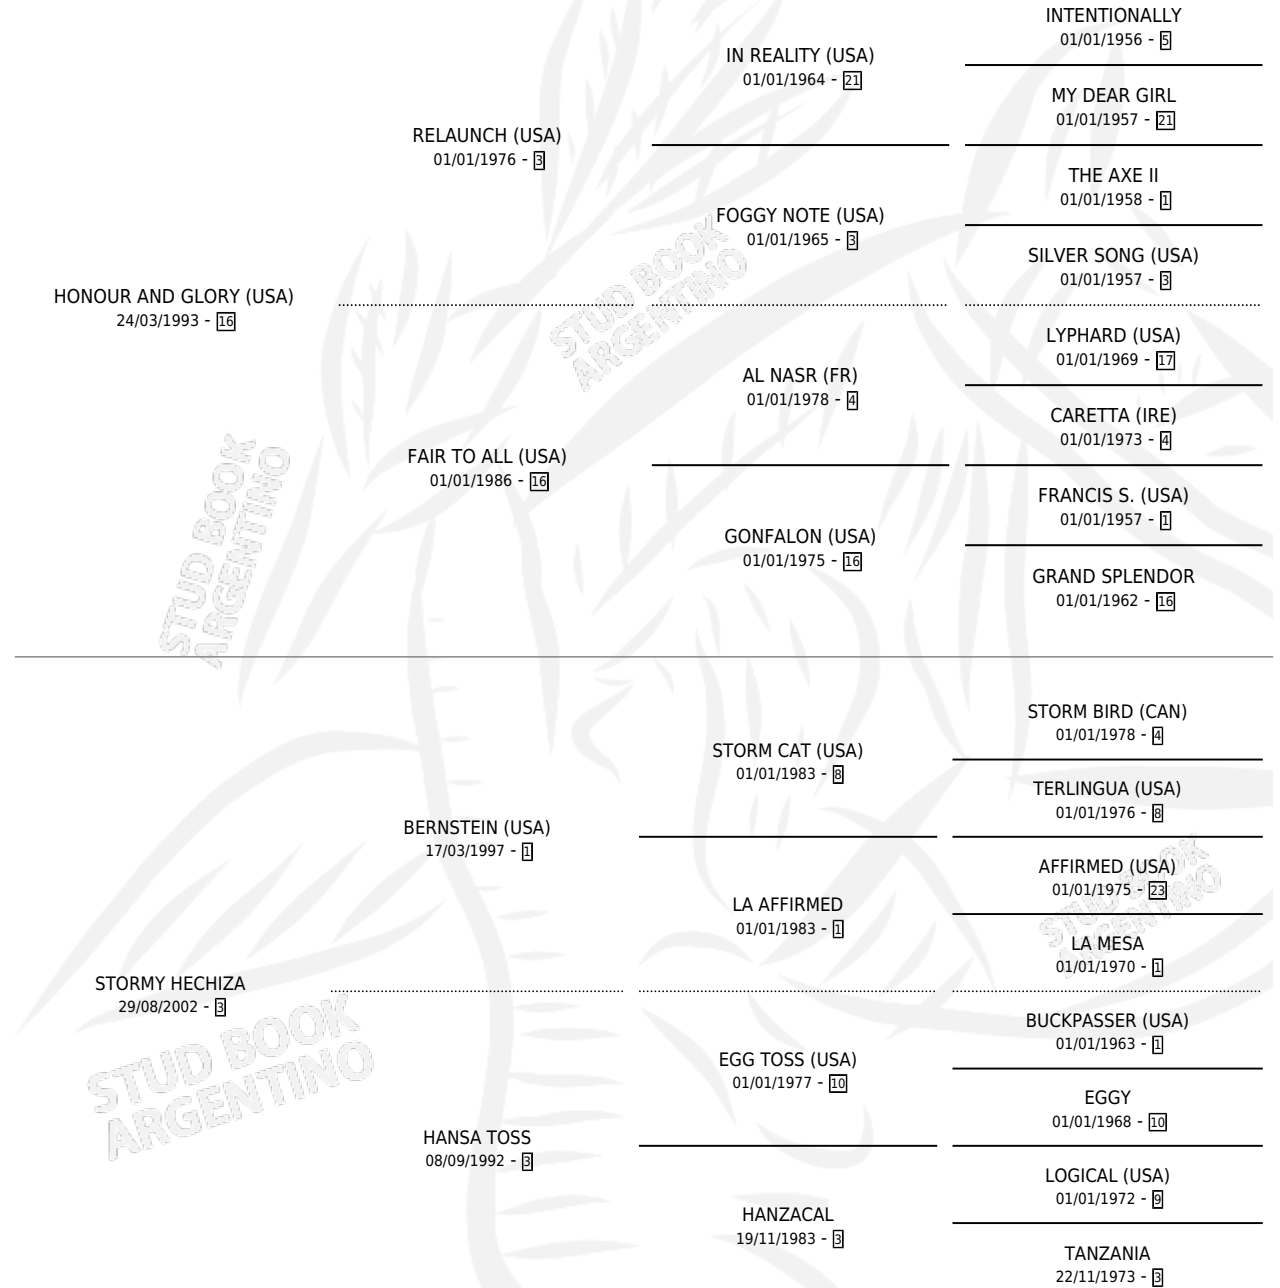 INTENTIONALLY
01/01/1956 - 5
IN REALITY (USA)
01/01/1964 - 21
MY DEAR GIRL
01/01/1957 - 21
RELAUNCH (USA)
01/01/1976 - 3
THE AXE II
01/01/1958 - 1
FOGGY NOTE (USA)
01/01/1965 - 3
SILVER SONG (USA)
01/01/1957 - 3
HONOUR AND GLORY (USA)
24/03/1993 - 16
LYPHARD (USA)
01/01/1969 - 17
AL NASR (FR)
01/01/1978 - 4
CARETTA (IRE)
01/01/1973 - 4
FAIR TO ALL (USA)
01/01/1986 - 16
FRANCIS S. (USA)
01/01/1957 - 1
GONFALON (USA)
01/01/1975 - 16
GRAND SPLENDOR
01/01/1962 - 16
STORM BIRD (CAN)
01/01/1978 - 4
STORM CAT (USA)
01/01/1983 - 8
TERLINGUA (USA)
01/01/1976 - 8
BERNSTEIN (USA)
17/03/1997 - 1
AFFIRMED (USA)
01/01/1975 - 23
LA AFFIRMED
01/01/1983 - 1
LA MESA
01/01/1970 - 1
STORMY HECHIZA
29/08/2002 - 3
BUCKPASSER (USA)
01/01/1963 - 1
EGG TOSS (USA)
01/01/1977 - 10
EGGY
01/01/1968 - 10
HANSA TOSS
08/09/1992 - 3
LOGICAL (USA)
01/01/1972 - 9
HANZACAL
19/11/1983 - 3
TANZANIA
22/11/1973 - 3
STUD BOOK
ARGENTINO
STUD BOOK
ARGENTINO
STUD BOOK
ARGENTINO
STUD BOOK
ARGENTINO